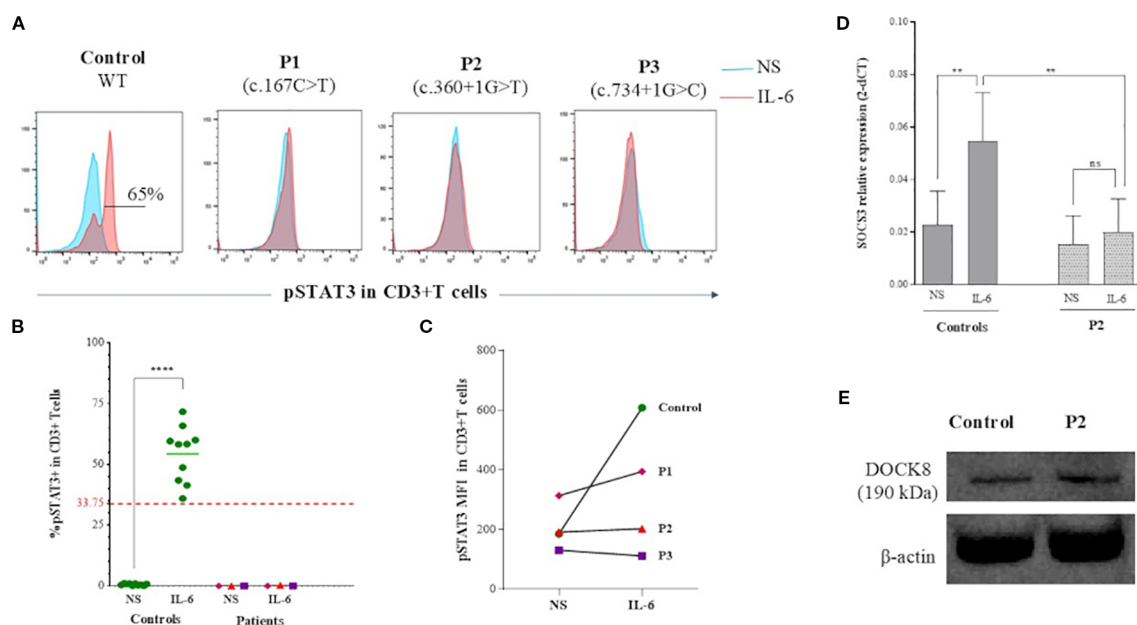 A
Control
WT
P1
(c.167C>T)
P2
(c.360+1G>T)
P3
(c.734+1G>C)
NS
IL-6
65%
pSTAT3 in CD3+T cells
B
%pSTAT3+ in CD3+ Tcells
100
75
50
33.75
25
0
****
NS IL-6 NS IL-6
Controls Patients
C
pSTAT3 MFI in CD3+T cells
800
600
400
200
0
Control
P1
P2
P3
NS IL-6
D
SOCS3 relative expression (2-dCT)
0.10
0.08
0.06
0.04
0.02
0.00
** **
ns
NS IL-6 NS IL-6
Controls P2
E
Control P2
DOCK8
(190 kDa)
β-actin